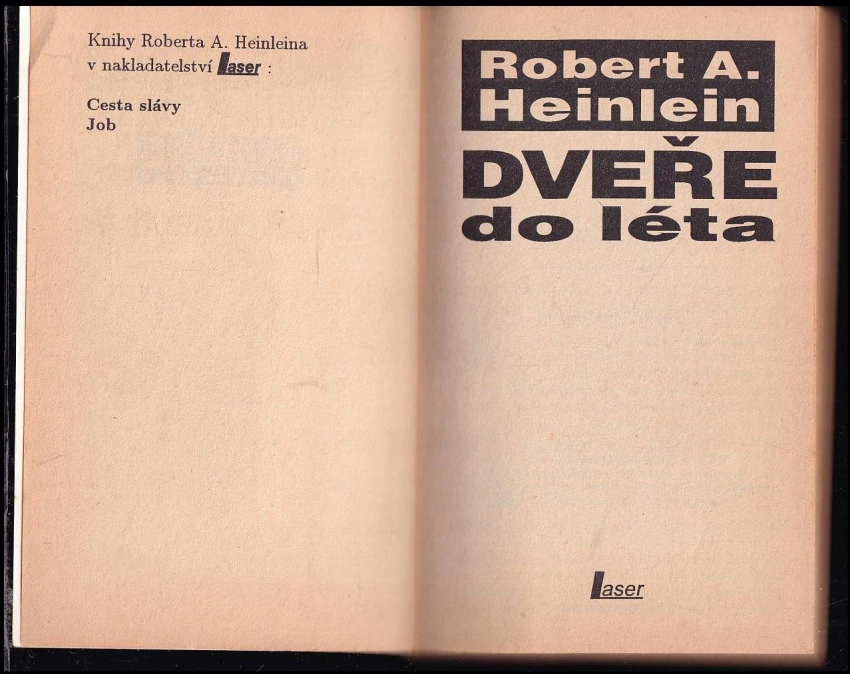 Knihy Roberta A. Heinleina
v nakladatelství Laser :
Cesta slávy
Job
Robert A.
Heinlein
DVEŘE
do léta
Laser